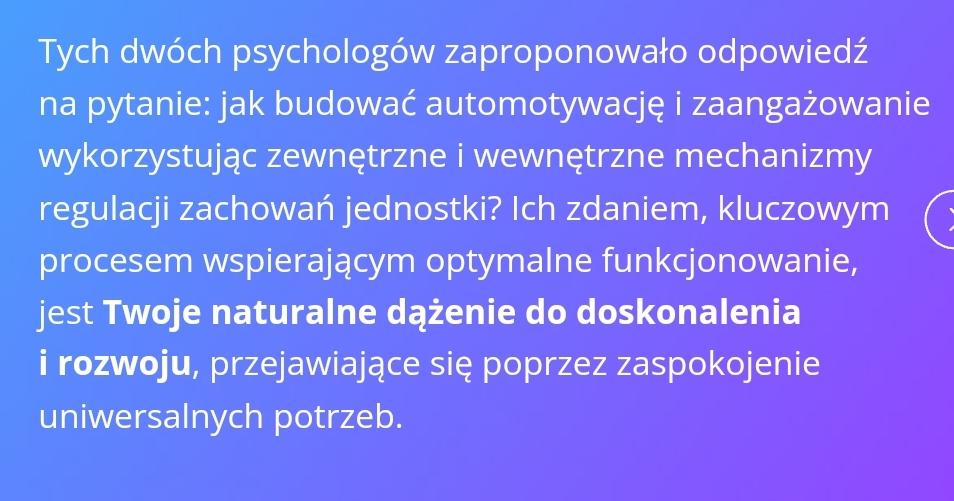 Tych dwóch psychologów zaproponowało odpowiedź
na pytanie: jak budować automotywację i zaangażowanie
wykorzystując zewnętrzne i wewnętrzne mechanizmy
regulacji zachowań jednostki? Ich zdaniem, kluczowym
procesem wspierającym optymalne funkcjonowanie,
jest Twoje naturalne dążenie do doskonalenia
i rozwoju, przejawiające się poprzez zaspokojenie
uniwersalnych potrzeb.